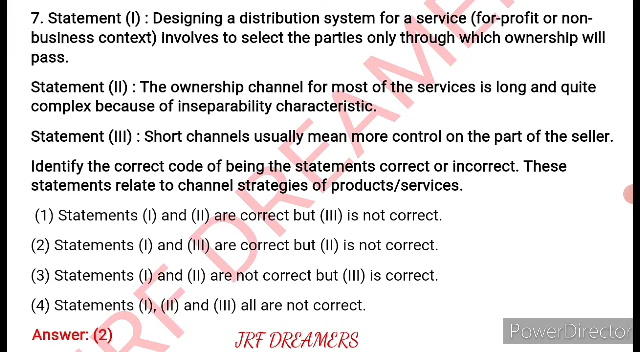 7. Statement (I) : Designing a distribution system for a service (for-profit or non-
business context) involves to select the parties only through which ownership will
pass.
Statement (II) : The ownership channel for most of the services is long and quite
complex because of inseparability characteristic.
Statement (III) : Short channels usually mean more control on the part of the seller.
Identify the correct code of being the statements correct or incorrect. These
statements relate to channel strategies of products/services.
(1) Statements (I) and (II) are correct but (III) is not correct.
(2) Statements (I) and (III) are correct but (II) is not correct.
(3) Statements (I) and (II) are not correct but (III) is correct.
(4) Statements (I), (II) and (III) all are not correct.
Answer: (2)
JRF DREAMERS
PowerDirector
JRF DREAMER